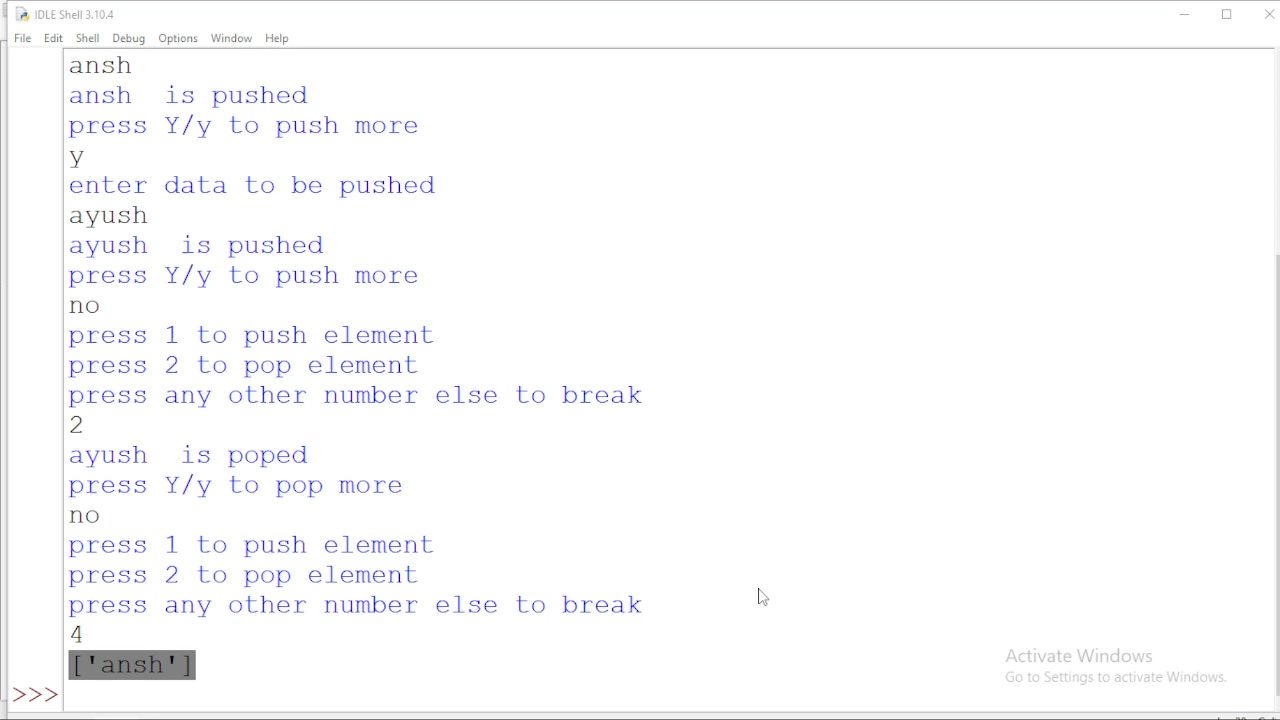 IDLE Shell 3.10.4
File Edit Shell Debug Options Window Help
ansh
ansh  is pushed
press Y/y to push more
y
enter data to be pushed
ayush
ayush  is pushed
press Y/y to push more
no
press 1 to push element
press 2 to pop element
press any other number else to break
2
ayush  is poped
press Y/y to pop more
no
press 1 to push element
press 2 to pop element
press any other number else to break
4
['ansh']
>>>
Activate Windows
Go to Settings to activate Windows.